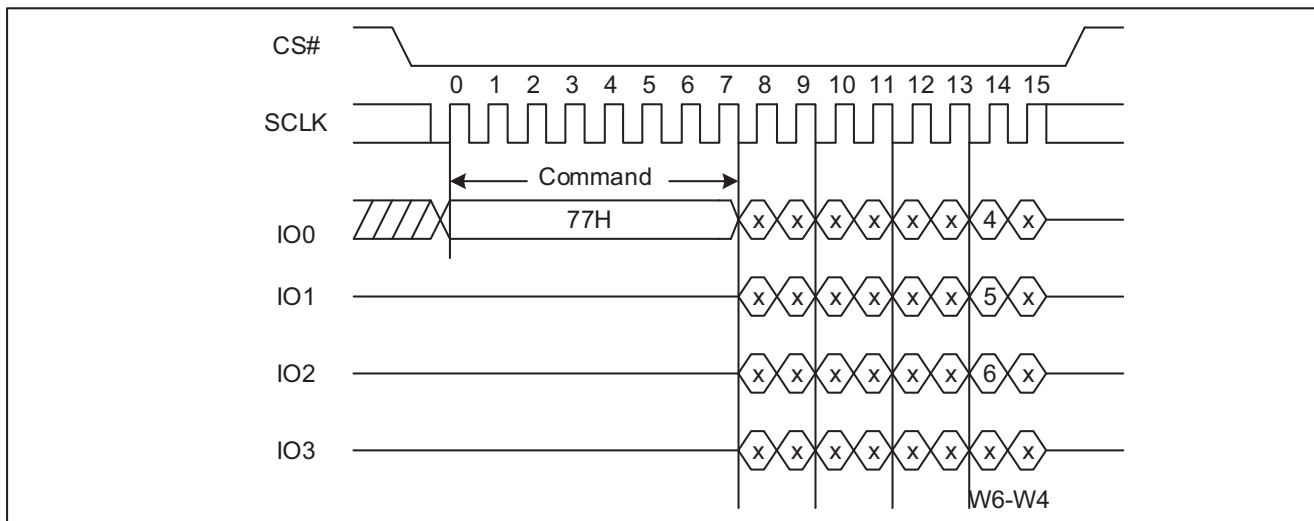 CS#
0 1 2 3 4 5 6 7 8 9 10 11 12 13 14 15
SCLK
Command
IO0 77H x x x x x x 4 x
IO1 x x x x x x 5 x
IO2 x x x x x x 6 x
IO3 x x x x x x x x
W6-W4